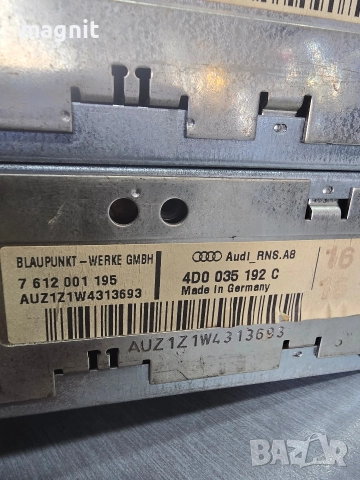 magnit
BLAUPUNKT - WERKE GMBH
7 612 001 195
AUZ1Z1W4313693
Audi_RNS.A8
4D0 035 192 C
Made in Germany
16
AUZ1Z1W4313693
BAZAR